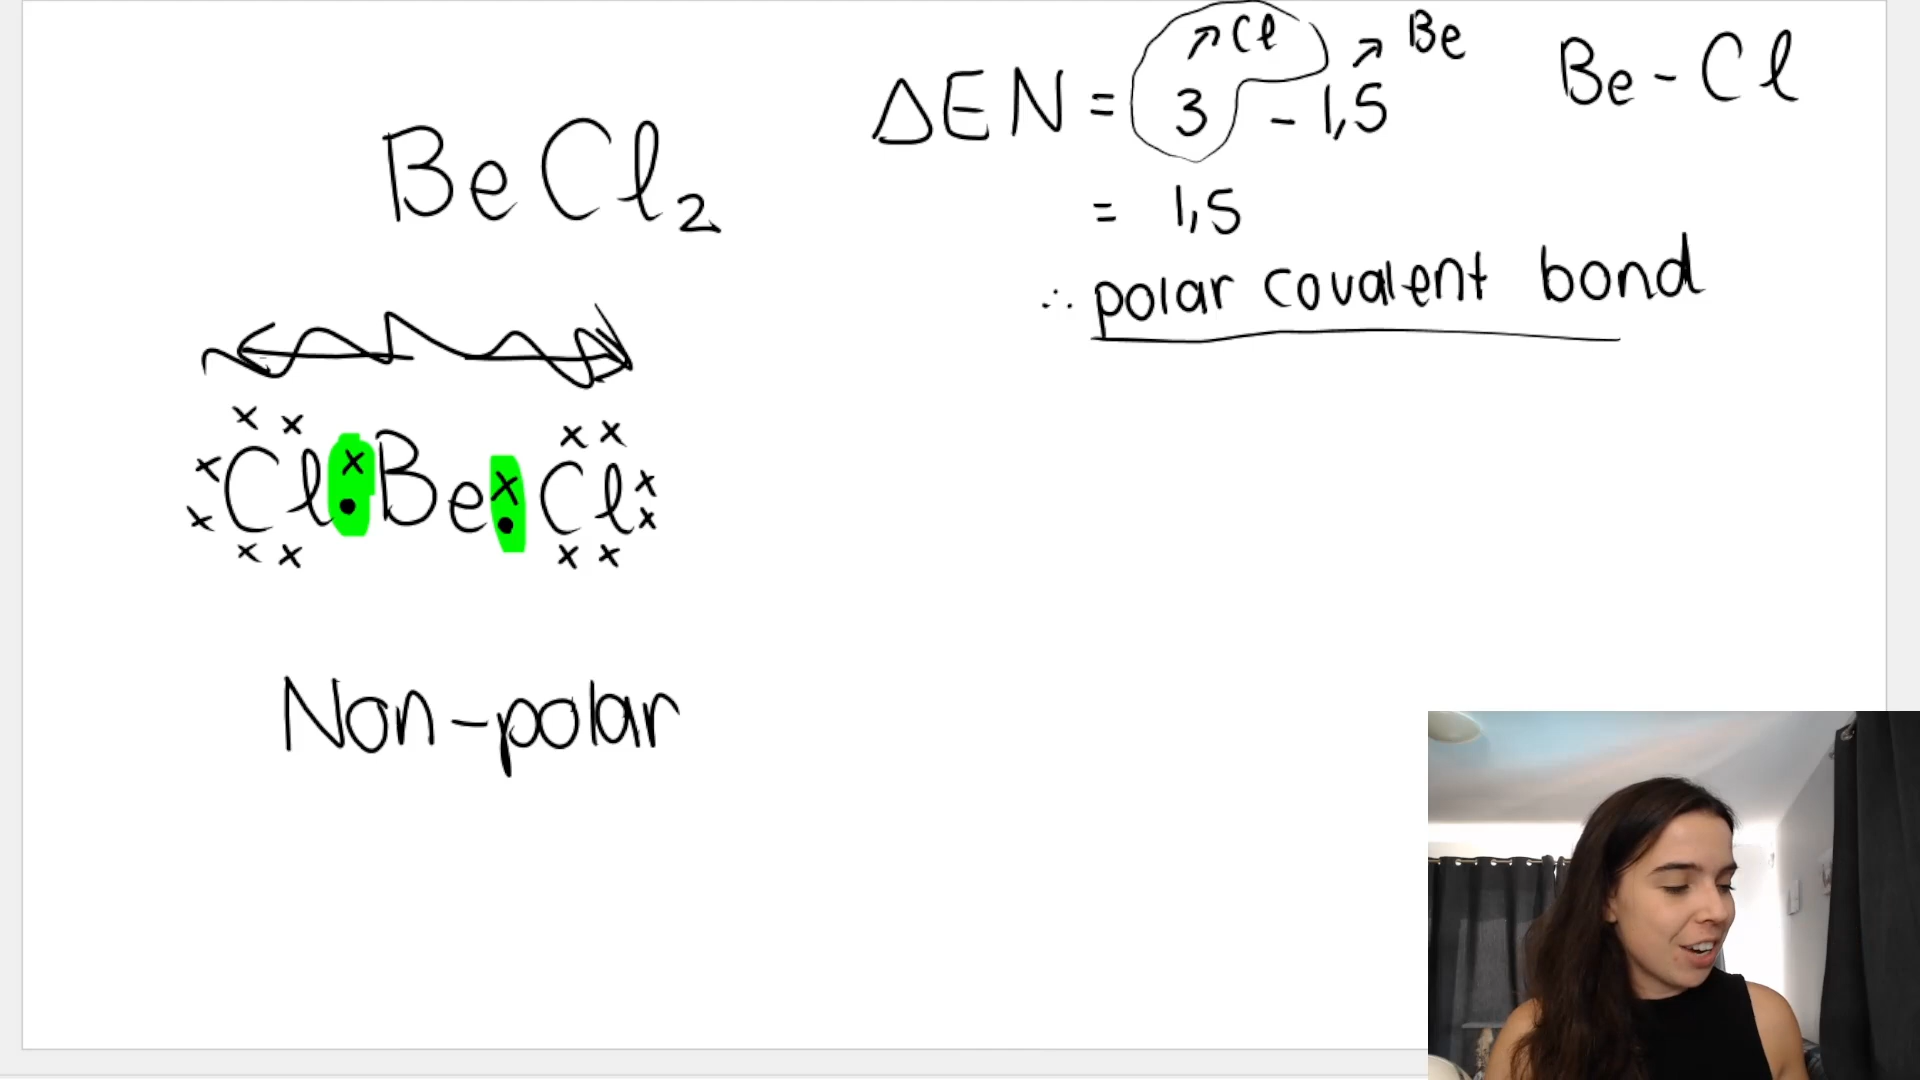 BeCl₂
Cl Be Cl
Non-polar
↗Cl ↗Be
ΔEN = 3 - 1,5 Be-Cl
= 1,5
∴ polar covalent bond